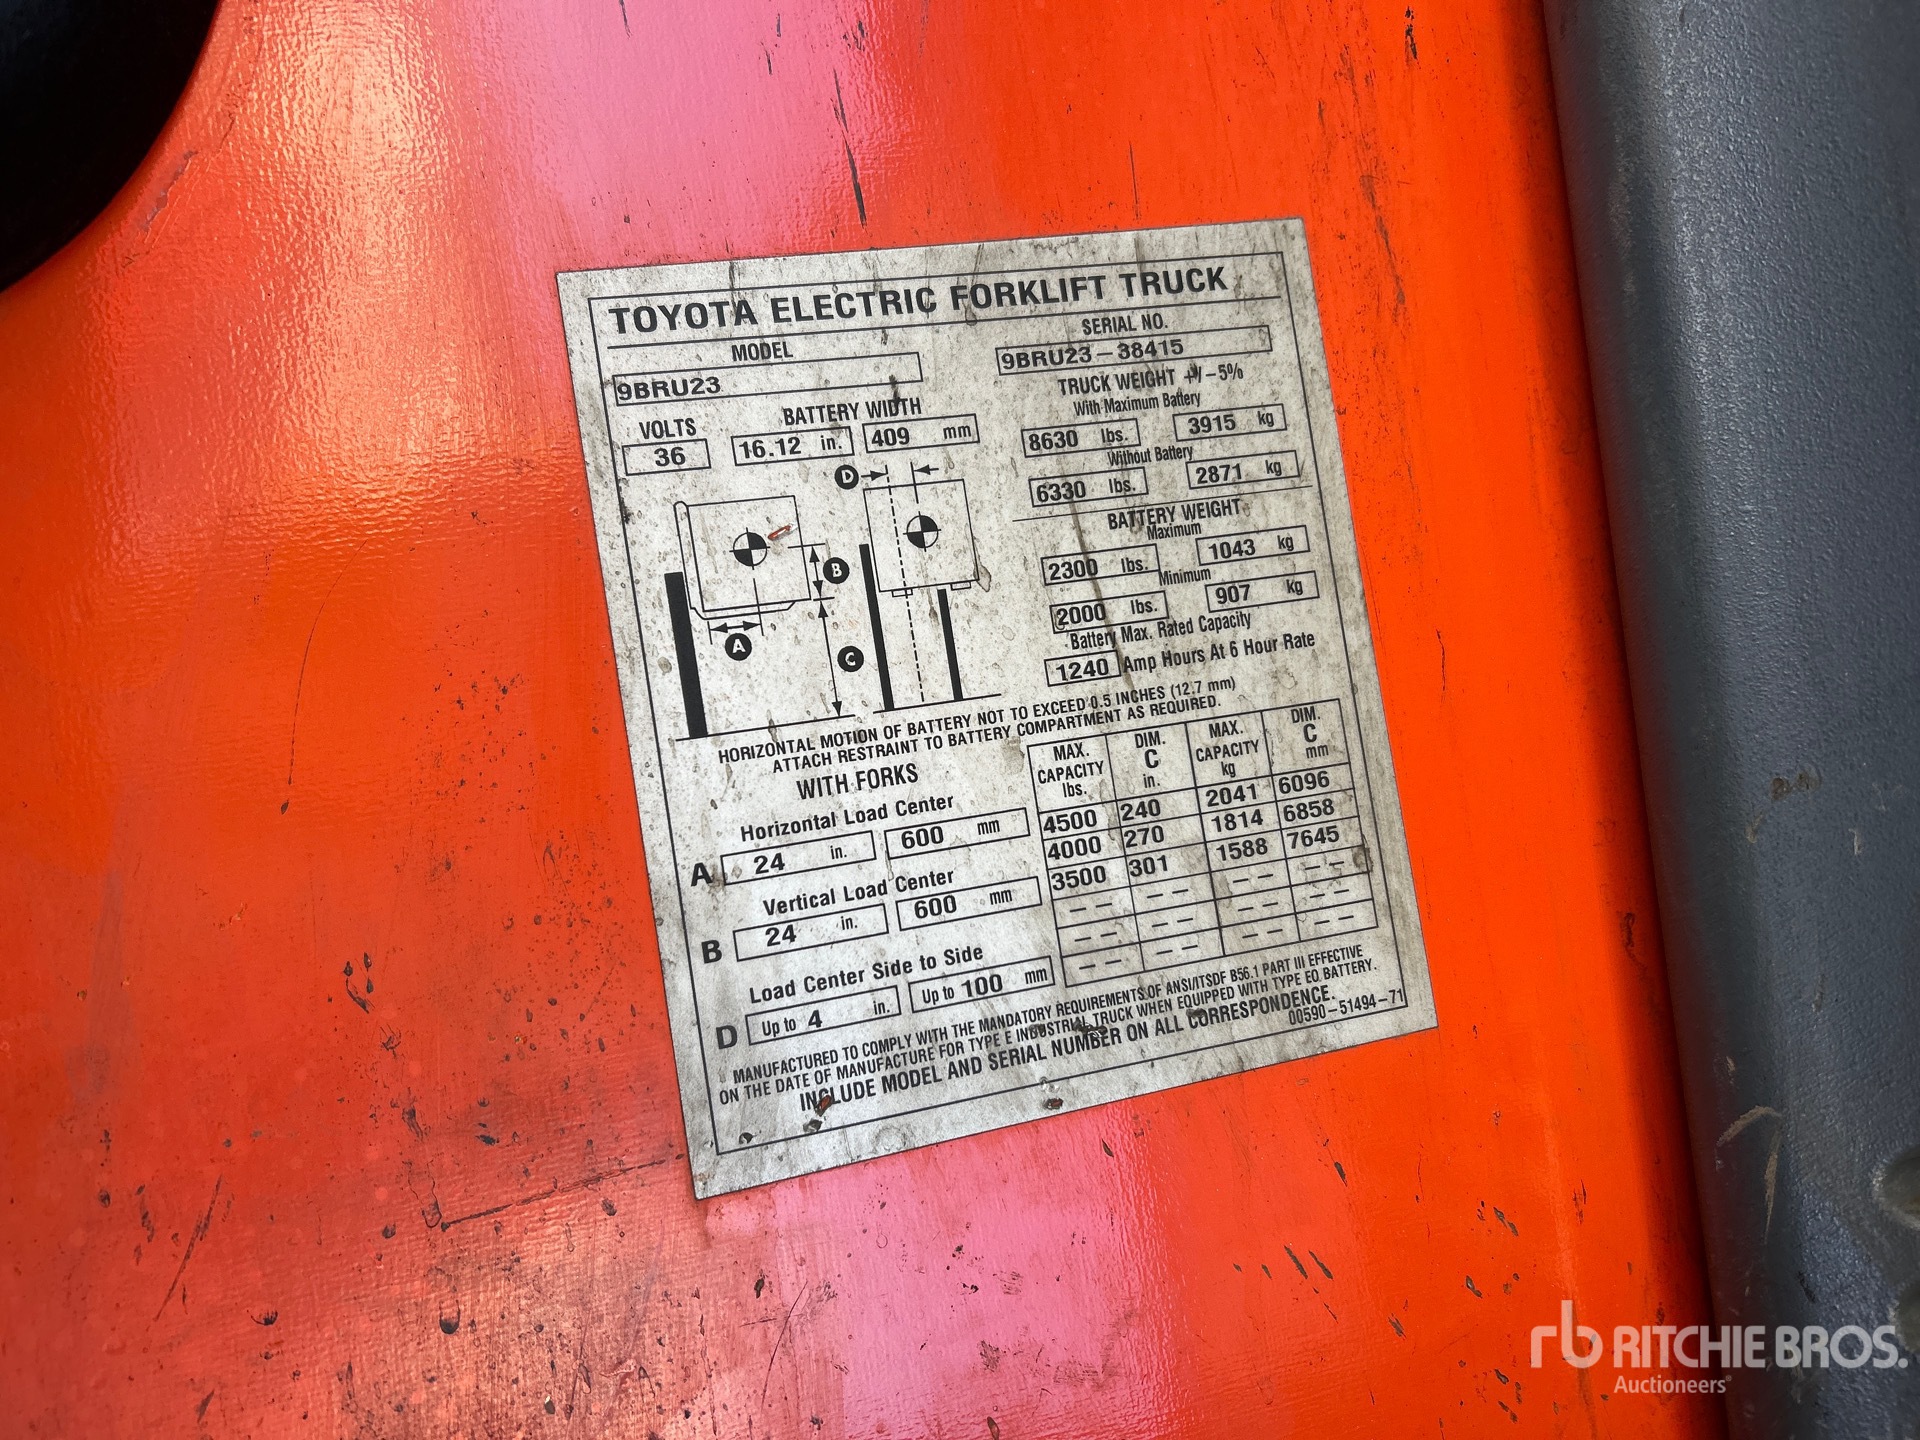 TOYOTA ELECTRIC FORKLIFT TRUCK
MODEL
9BRU23
SERIAL NO.
9BRU23-38415
VOLTS
36
BATTERY WIDTH
16.12 in. 409 mm
TRUCK WEIGHT +/-5%
With Maximum Battery
8630 lbs. 3915 kg
Without Battery
6330 lbs. 2871 kg
BATTERY WEIGHT
Maximum
2300 lbs. 1043 kg
Minimum
2000 lbs. 907 kg
Battery Max. Rated Capacity
1240 Amp Hours At 6 Hour Rate
D
B
A
C
HORIZONTAL MOTION OF BATTERY NOT TO EXCEED 0.5 INCHES (12.7 mm)
ATTACH RESTRAINT TO BATTERY COMPARTMENT AS REQUIRED.
WITH FORKS
Horizontal Load Center
A 24 in. 600 mm
Vertical Load Center
B 24 in. 600 mm
Load Center Side to Side
D Up to 4 in. Up to 100 mm
MAX. CAPACITY lbs. DIM. C in. MAX. CAPACITY kg DIM. C mm
4500 240 2041 6096
4000 270 1814 6858
3500 301 1588 7645
-- -- -- --
-- -- -- --
-- -- -- --
MANUFACTURED TO COMPLY WITH THE MANDATORY REQUIREMENTS OF ANSI/ITSDF B56.1 PART III EFFECTIVE
ON THE DATE OF MANUFACTURE FOR TYPE E INDUSTRIAL TRUCK WHEN EQUIPPED WITH TYPE EO BATTERY.
INCLUDE MODEL AND SERIAL NUMBER ON ALL CORRESPONDENCE.
00590-51494-71
rb RITCHIE BROS.
Auctioneers